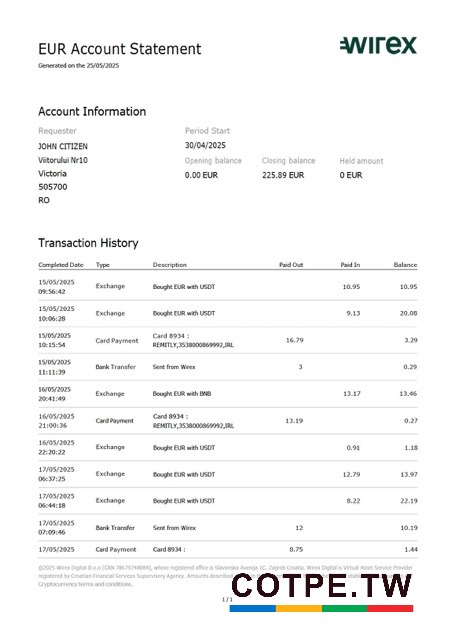 EUR Account Statement
wirex
Generated on the 25/05/2025
Account Information
Requester
Period Start
JOHN CITIZEN
30/04/2025
Viitorului Nr10
Opening balance
Closing balance
Held amount
Victoria
0.00 EUR
225.89 EUR
0 EUR
505700
RO
Transaction History
Completed Date Type Description Paid Out Paid In Balance
15/05/2025
09:56:42
Exchange Bought EUR with USDT 10.95 10.95
15/05/2025
10:06:28
Exchange Bought EUR with USDT 9.13 20.08
15/05/2025
10:15:54
Card Payment
Card 8934 :
REMITLY,3538000869992,IRL
16.79 3.29
15/05/2025
11:11:39
Bank Transfer Sent from Wirex 3 0.29
16/05/2025
20:41:49
Exchange Bought EUR with BNB 13.17 13.46
16/05/2025
21:00:36
Card Payment
Card 8934 :
REMITLY,3538000869992,IRL
13.19 0.27
16/05/2025
22:20:22
Exchange Bought EUR with USDT 0.91 1.18
17/05/2025
06:37:25
Exchange Bought EUR with USDT 12.79 13.97
17/05/2025
06:44:18
Exchange Bought EUR with USDT 8.22 22.19
17/05/2025
07:09:46
Bank Transfer Sent from Wirex 12 10.19
17/05/2025 Card Payment Card 8934 : 8.75 1.44
©2025 Wirex Digital D.o.o (CRN 78679748084), whose registered office is Slavonska Avenija 1C, Zagreb Croatia. Wirex Digital is Virtual Asset Service Provider
registered by Croatian Financial Services Supervisory Agency. Amounts described
Cryptocurrency terms and conditions.
COTPE.TW
1 / 1